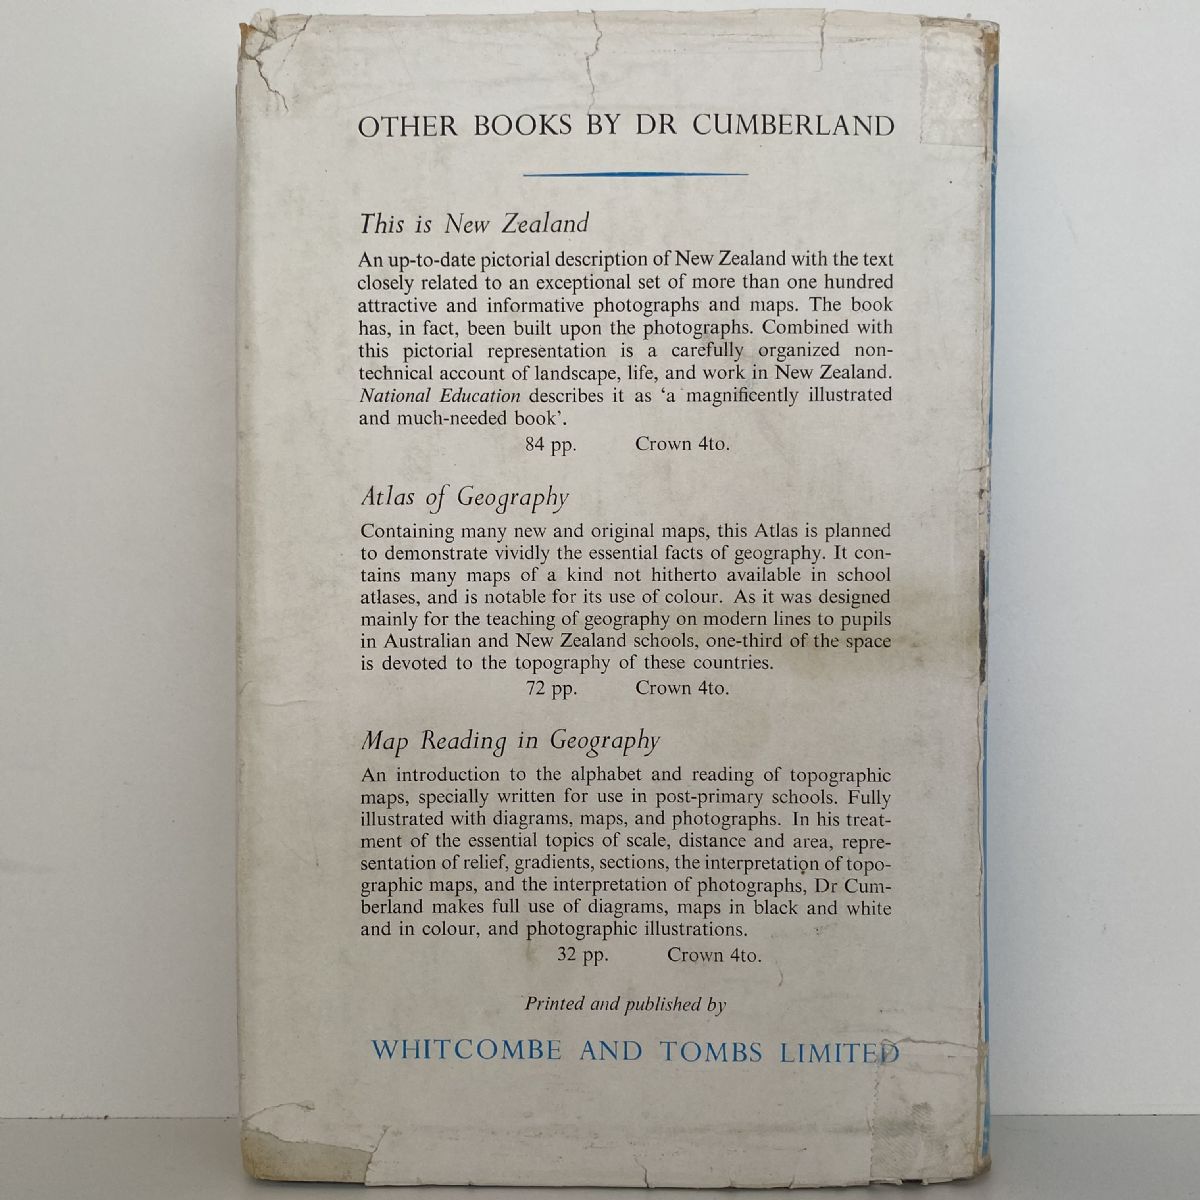 OTHER BOOKS BY DR CUMBERLAND
This is New Zealand
An up-to-date pictorial description of New Zealand with the text
closely related to an exceptional set of more than one hundred
attractive and informative photographs and maps. The book
has, in fact, been built upon the photographs. Combined with
this pictorial representation is a carefully organized non-
technical account of landscape, life, and work in New Zealand.
National Education describes it as ‘a magnificently illustrated
and much-needed book’.
84 pp. Crown 4to.
Atlas of Geography
Containing many new and original maps, this Atlas is planned
to demonstrate vividly the essential facts of geography. It con-
tains many maps of a kind not hitherto available in school
atlases, and is notable for its use of colour. As it was designed
mainly for the teaching of geography on modern lines to pupils
in Australian and New Zealand schools, one-third of the space
is devoted to the topography of these countries.
72 pp. Crown 4to.
Map Reading in Geography
An introduction to the alphabet and reading of topographic
maps, specially written for use in post-primary schools. Fully
illustrated with diagrams, maps, and photographs. In his treat-
ment of the essential topics of scale, distance and area, repre-
sentation of relief, gradients, sections, the interpretation of topo-
graphic maps, and the interpretation of photographs, Dr Cum-
berland makes full use of diagrams, maps in black and white
and in colour, and photographic illustrations.
32 pp. Crown 4to.
Printed and published by
WHITCOMBE AND TOMBS LIMITED